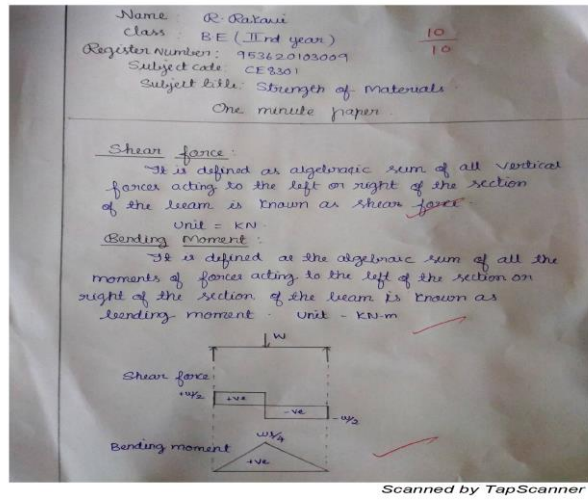 Name : R. Rakavi
Class : BE (IInd year)
10
10
Register Number : 953620103009
Subject code : CE8301
Subject title : Strength of Materials
One minute paper.
Shear force :
It is defined as algebraic sum of all vertical
forces acting to the left or right of the section
of the beam is known as shear force
Unit = KN.
Bending Moment :
It is defined as the algebraic sum of all the
moments of forces acting to the left of the section or
right of the section of the beam is known as
bending moment. Unit - KN-m
W
Shear force
+w/2
+ve
-ve
-w/2
Bending moment
wl/4
+ve
Scanned by TapScanner